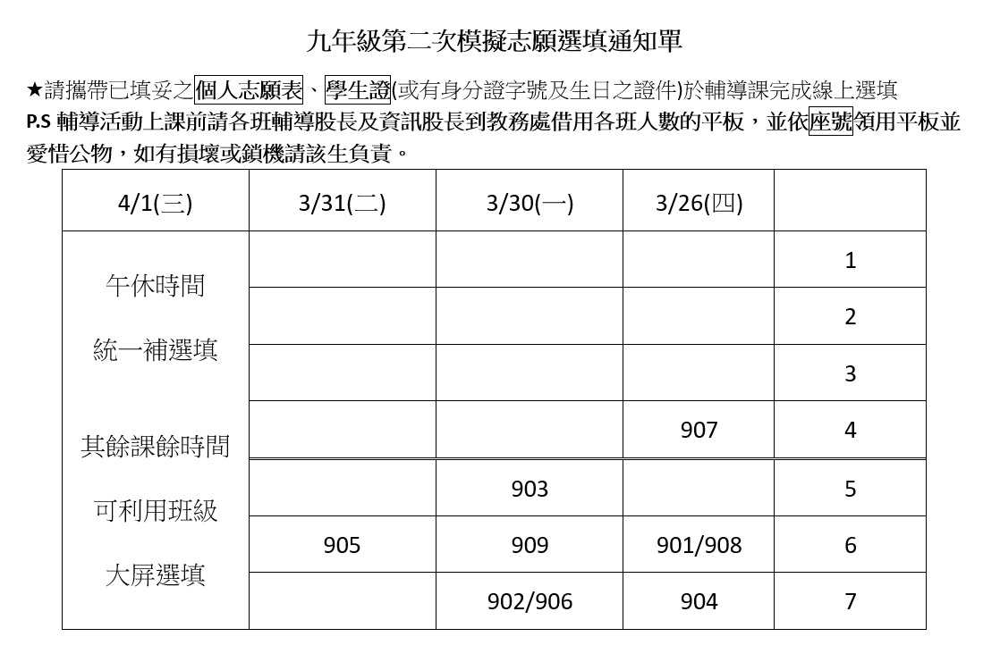 九年級第二次模擬志願選填通知單
★請攜帶已填妥之個人志願表、學生證(或有身分證字號及生日之證件)於輔導課完成線上選填
P.S 輔導活動上課前請各班輔導股長及資訊股長到教務處借用各班人數的平板，並依座號領用平板並
愛惜公物，如有損壞或鎖機請該生負責。
4/1(三) 3/31(二) 3/30(一) 3/26(四)
午休時間
統一補選填
其餘課餘時間
可利用班級
大屏選填
1
2
3
907 4
903 5
905 909 901/908 6
902/906 904 7